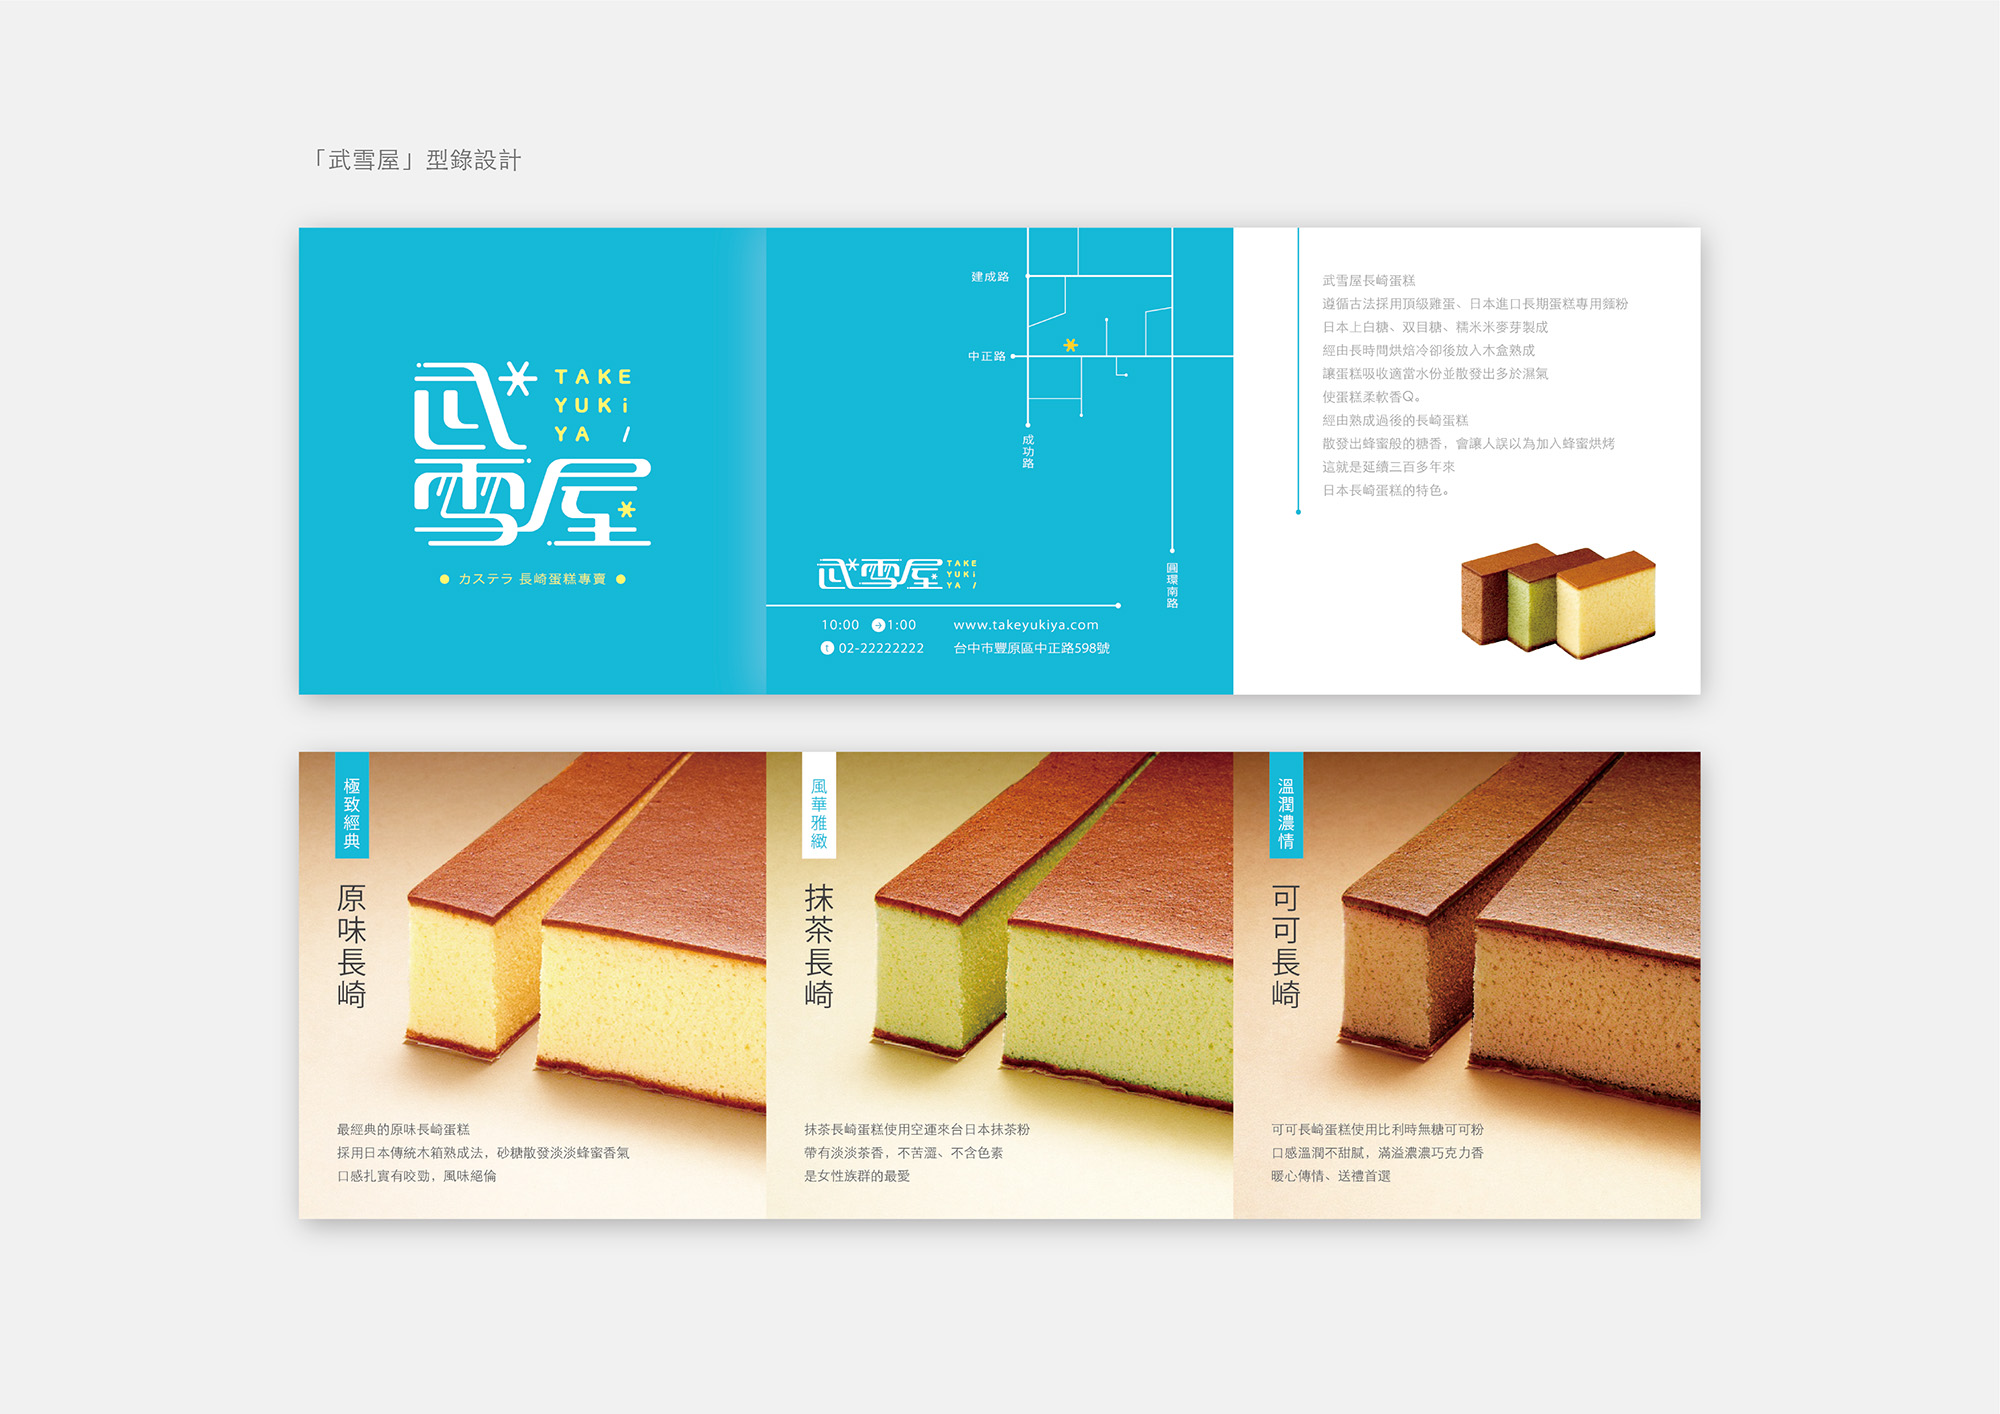 「武雪屋」型錄設計
武雪屋
TAKE
YUKi
YA /
カステラ 長崎蛋糕專賣
建成路
中正路
成功路
圓環南路
武雪屋
TAKE
YUKi
YA /
10:00 → 1:00
www.takeyukiya.com
t 02-22222222
台中市豐原區中正路598號
武雪屋長崎蛋糕
遵循古法採用頂級雞蛋、日本進口長期蛋糕專用麵粉
日本上白糖、双目糖、糯米米麥芽製成
經由長時間烘焙冷卻後放入木盒熟成
讓蛋糕吸收適當水份並散發出多於濕氣
使蛋糕柔軟香Q。
經由熟成過後的長崎蛋糕
散發出蜂蜜般的糖香，會讓人誤以為加入蜂蜜烘烤
這就是延續三百多年來
日本長崎蛋糕的特色。
極致經典
原味長崎
最經典的原味長崎蛋糕
採用日本傳統木箱熟成法，砂糖散發淡淡蜂蜜香氣
口感扎實有咬勁，風味絕倫
風華雅緻
抹茶長崎
抹茶長崎蛋糕使用空運來台日本抹茶粉
帶有淡淡茶香，不苦澀、不含色素
是女性族群的最愛
溫潤濃情
可可長崎
可可長崎蛋糕使用比利時無糖可可粉
口感溫潤不甜膩，滿溢濃濃巧克力香
暖心傳情、送禮首選